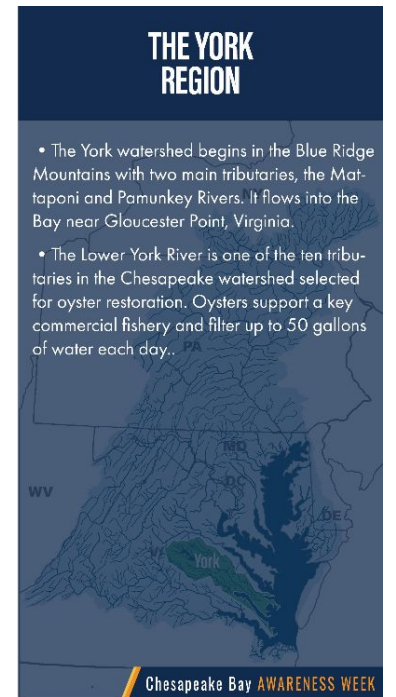 THE YORK
REGION
• The York watershed begins in the Blue Ridge
Mountains with two main tributaries, the Mat-
taponi and Pamunkey Rivers. It flows into the
Bay near Gloucester Point, Virginia.
• The Lower York River is one of the ten tribu-
taries in the Chesapeake watershed selected
for oyster restoration. Oysters support a key
commercial fishery and filter up to 50 gallons
of water each day..
NY
PA
MD
DC
WV
DE
VA
York
Chesapeake Bay AWARENESS WEEK